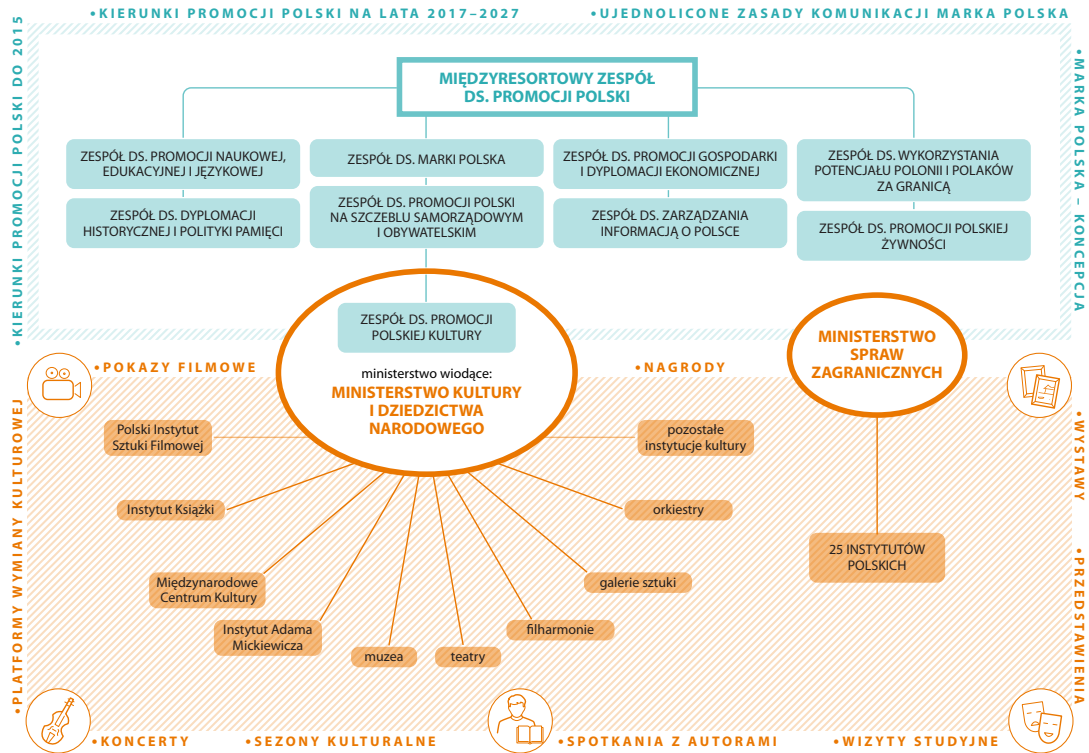 •KIERUNKI PROMOCJI POLSKI NA LATA 2017–2027
•UJEDNOLICONE ZASADY KOMUNIKACJI MARKA POLSKA
•KIERUNKI PROMOCJI POLSKI DO 2015
•MARKA POLSKA – KONCEPCJA
MIĘDZYRESORTOWY ZESPÓŁ
DS. PROMOCJI POLSKI
ZESPÓŁ DS. PROMOCJI NAUKOWEJ,
EDUKACYJNEJ I JĘZYKOWEJ
ZESPÓŁ DS. MARKI POLSKA
ZESPÓŁ DS. PROMOCJI GOSPODARKI
I DYPLOMACJI EKONOMICZNEJ
ZESPÓŁ DS. WYKORZYSTANIA
POTENCJAŁU POLONII I POLAKÓW
ZA GRANICĄ
ZESPÓŁ DS. DYPLOMACJI
HISTORYCZNEJ I POLITYKI PAMIĘCI
ZESPÓŁ DS. PROMOCJI POLSKI
NA SZCZEBLU SAMORZĄDOWYM
I OBYWATELSKIM
ZESPÓŁ DS. ZARZĄDZANIA
INFORMACJĄ O POLSCE
ZESPÓŁ DS. PROMOCJI POLSKIEJ
ŻYWNOŚCI
ZESPÓŁ DS. PROMOCJI
POLSKIEJ KULTURY
ministerstwo wiodące:
MINISTERSTWO KULTURY
I DZIEDZICTWA
NARODOWEGO
MINISTERSTWO
SPRAW
ZAGRANICZNYCH
•POKAZY FILMOWE
•NAGRODY
•PLATFORMY WYMIANY KULTUROWEJ
•WYSTAWY
•PRZEDSTAWIENIA
Polski Instytut
Sztuki Filmowej
pozostałe
instytucje kultury
Instytut Książki
orkiestry
25 INSTYTUTÓW
POLSKICH
Międzynarodowe
Centrum Kultury
galerie sztuki
Instytut Adama
Mickiewicza
filharmonie
muzea
teatry
•KONCERTY
•SEZONY KULTURALNE
•SPOTKANIA Z AUTORAMI
•WIZYTY STUDYJNE